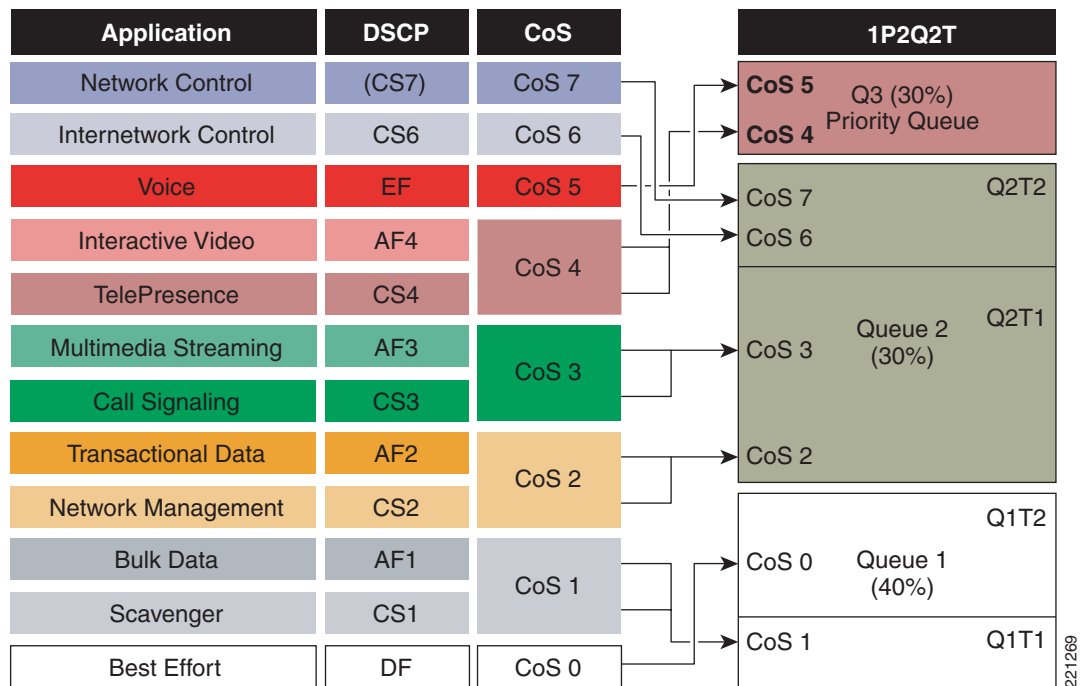 Application DSCP CoS 1P2Q2T
Network Control (CS7) CoS 7
Internetwork Control CS6 CoS 6
Voice EF CoS 5
Interactive Video AF4
CoS 4
TelePresence CS4
Multimedia Streaming AF3
CoS 3
Call Signaling CS3
Transactional Data AF2
CoS 2
Network Management CS2
Bulk Data AF1
CoS 1
Scavenger CS1
Best Effort DF CoS 0
CoS 5
Q3 (30%)
Priority Queue
CoS 4
Q2T2
CoS 7
CoS 6
Q2T1
Queue 2
(30%)
CoS 3
CoS 2
Q1T2
CoS 0
Queue 1
(40%)
CoS 1
Q1T1
221269